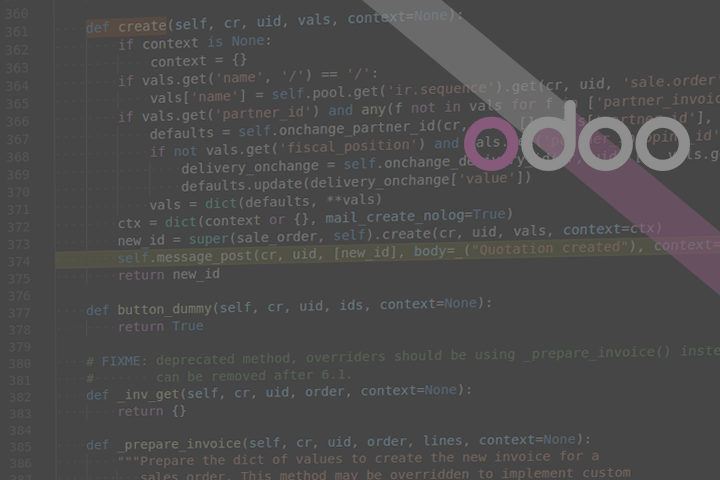 360
361 def create(self, cr, uid, vals, context=None):
362 if context is None:
363 context = {}
364 if vals.get('name', '/') == '/':
365 vals['name'] = self.pool.get('ir.sequence').get(cr, uid, 'sale.order'
366 if vals.get('partner_id') and any(f not in vals for f in ['partner_invoic
367 defaults = self.onchange_partner_id(cr, [], vals['partner_id'],
368 if not vals.get('fiscal_position') and vals.
369 delivery_onchange = self.onchange_delivery
370 defaults.update(delivery_onchange['value'])
371 vals = dict(defaults, **vals)
372 ctx = dict(context or {}, mail_create_nolog=True)
373 new_id = super(sale_order, self).create(cr, uid, vals, context=ctx)
374 self.message_post(cr, uid, [new_id], body=_("Quotation created"), context=
375 return new_id
376
377 def button_dummy(self, cr, uid, ids, context=None):
378 return True
379
380 # FIXME: deprecated method, overriders should be using _prepare_invoice() inste
381 # can be removed after 6.1.
382 def _inv_get(self, cr, uid, order, context=None):
383 return {}
384
385 def _prepare_invoice(self, cr, uid, order, lines, context=None):
386 """Prepare the dict of values to create the new invoice for a
387 sales order. This method may be overridden to implement custom
odoo